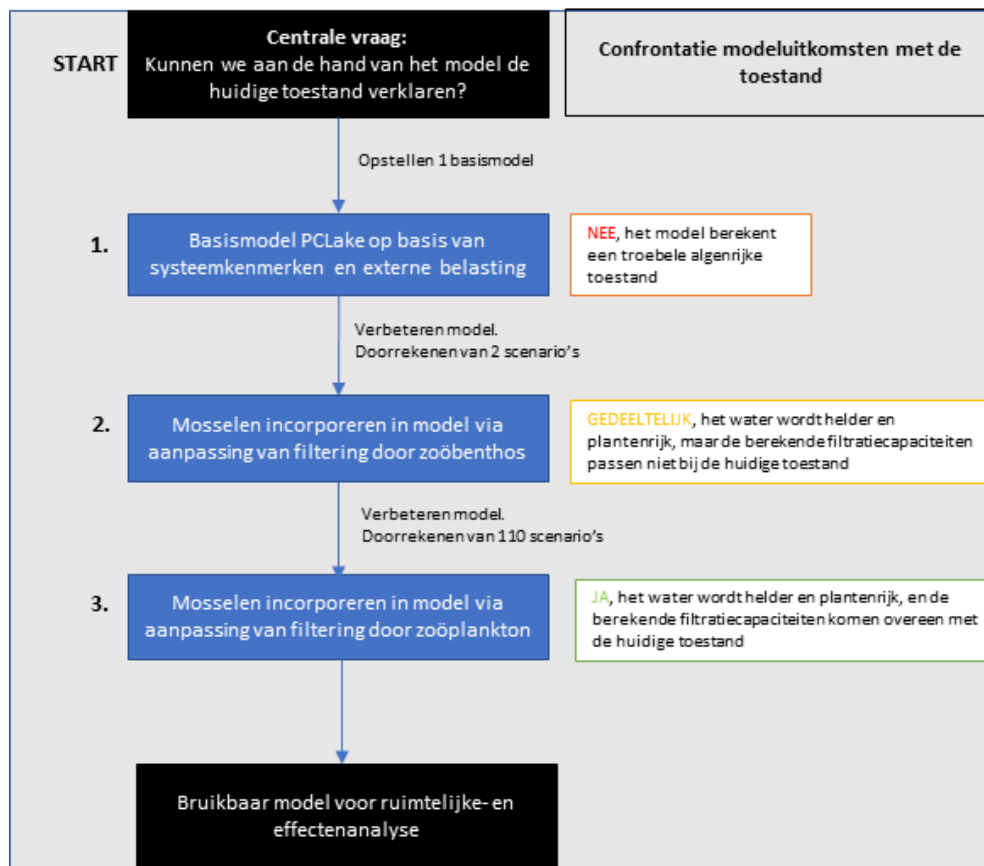 START
Centrale vraag:
Kunnen we aan de hand van het model de
huidige toestand verklaren?
Confrontatie modeluitkomsten met de
toestand
Opstellen 1 basismodel
1.
Basismodel PCLake op basis van
systeemkenmerken en externe belasting
NEE, het model berekent
een troebele algenrijke
toestand
Verbeteren model.
Doorrekenen van 2 scenario's
2.
Mosselen incorporeren in model via
aanpassing van filtering door zoöbenthos
GEDEELTELIJK, het water wordt helder en
plantenrijk, maar de berekende filtratiecapaciteiten
passen niet bij de huidige toestand
Verbeteren model.
Doorrekenen van 110 scenario's
3.
Mosselen incorporeren in model via
aanpassing van filtering door zoöplankton
JA, het water wordt helder en plantenrijk, en de
berekende filtratiecapaciteiten komen overeen met
de huidige toestand
Bruikbaar model voor ruimtelijke- en
effectenanalyse